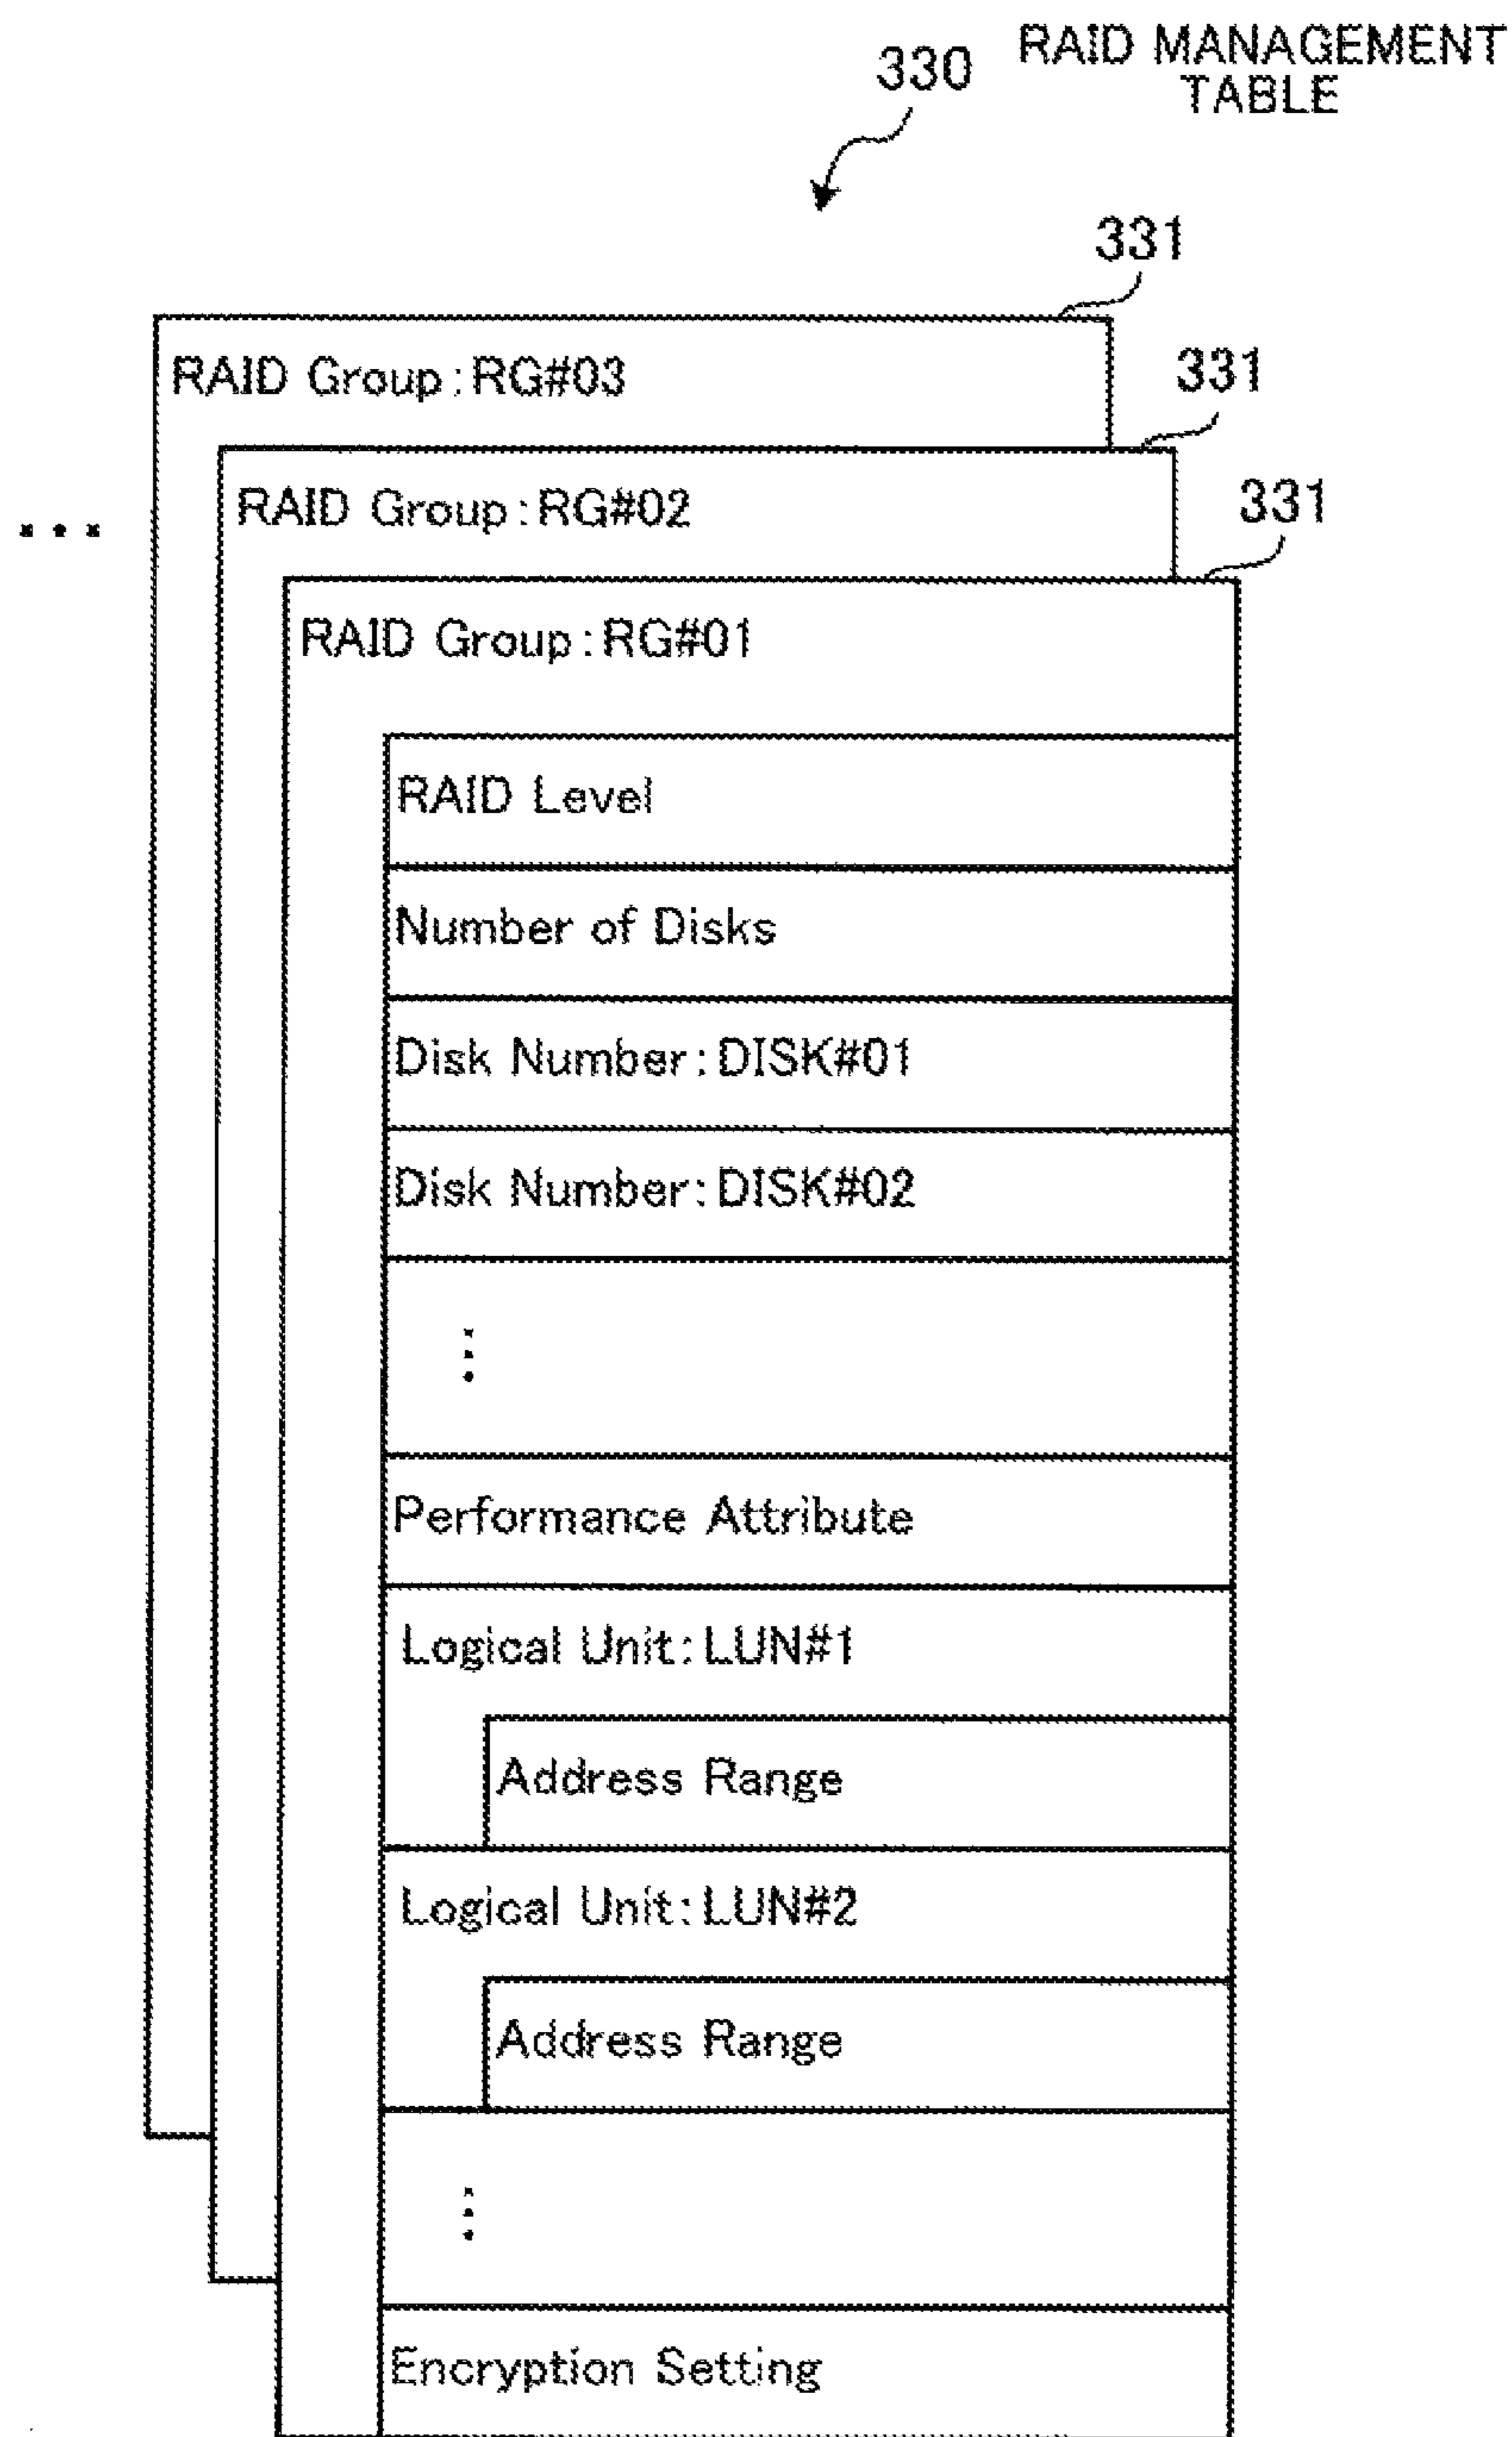 RAID MANAGEMENT
TABLE
330
331
RAID Group:RG#03
331
RAID Group:RG#02
331
...
RAID Group:RG#01
RAID Level
Number of Disks
Disk Number:DISK#01
Disk Number:DISK#02
⋮
Performance Attribute
Logical Unit:LUN#1
Address Range
Logical Unit:LUN#2
Address Range
⋮
Encryption Setting